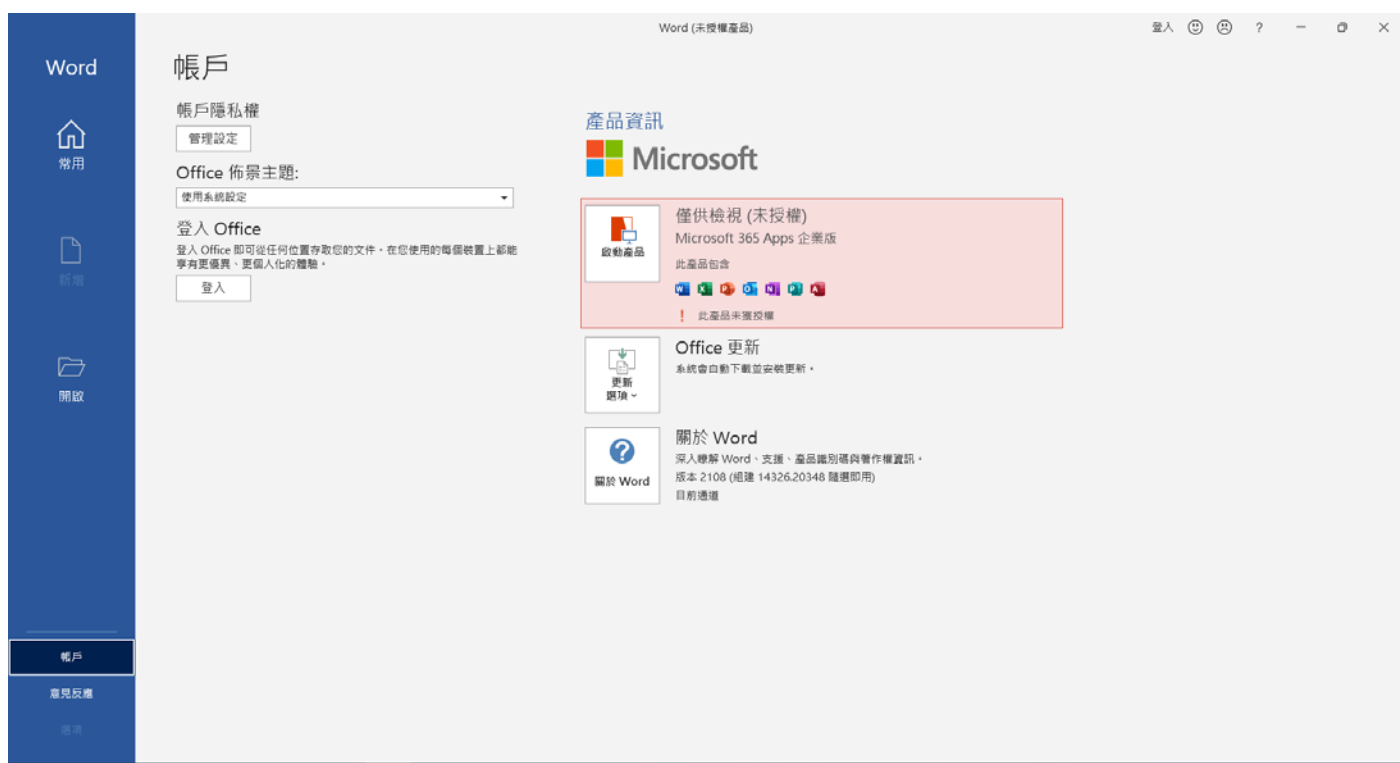 Word (未授權產品)
登入
?
Word
常用
新增
開啟
帳戶
意見反應
選項
帳戶
帳戶隱私權
管理設定
Office 佈景主題:
使用系統設定
登入 Office
登入 Office 即可從任何位置存取您的文件。在您使用的每個裝置上都能
享有更優異、更個人化的體驗。
登入
產品資訊
Microsoft
啟動產品
僅供檢視 (未授權)
Microsoft 365 Apps 企業版
此產品包含
! 此產品未獲授權
更新
選項
Office 更新
系統會自動下載並安裝更新。
關於 Word
關於 Word
深入瞭解 Word、支援、產品識別碼與著作權資訊。
版本 2108 (組建 14326.20348 隨選即用)
目前通道